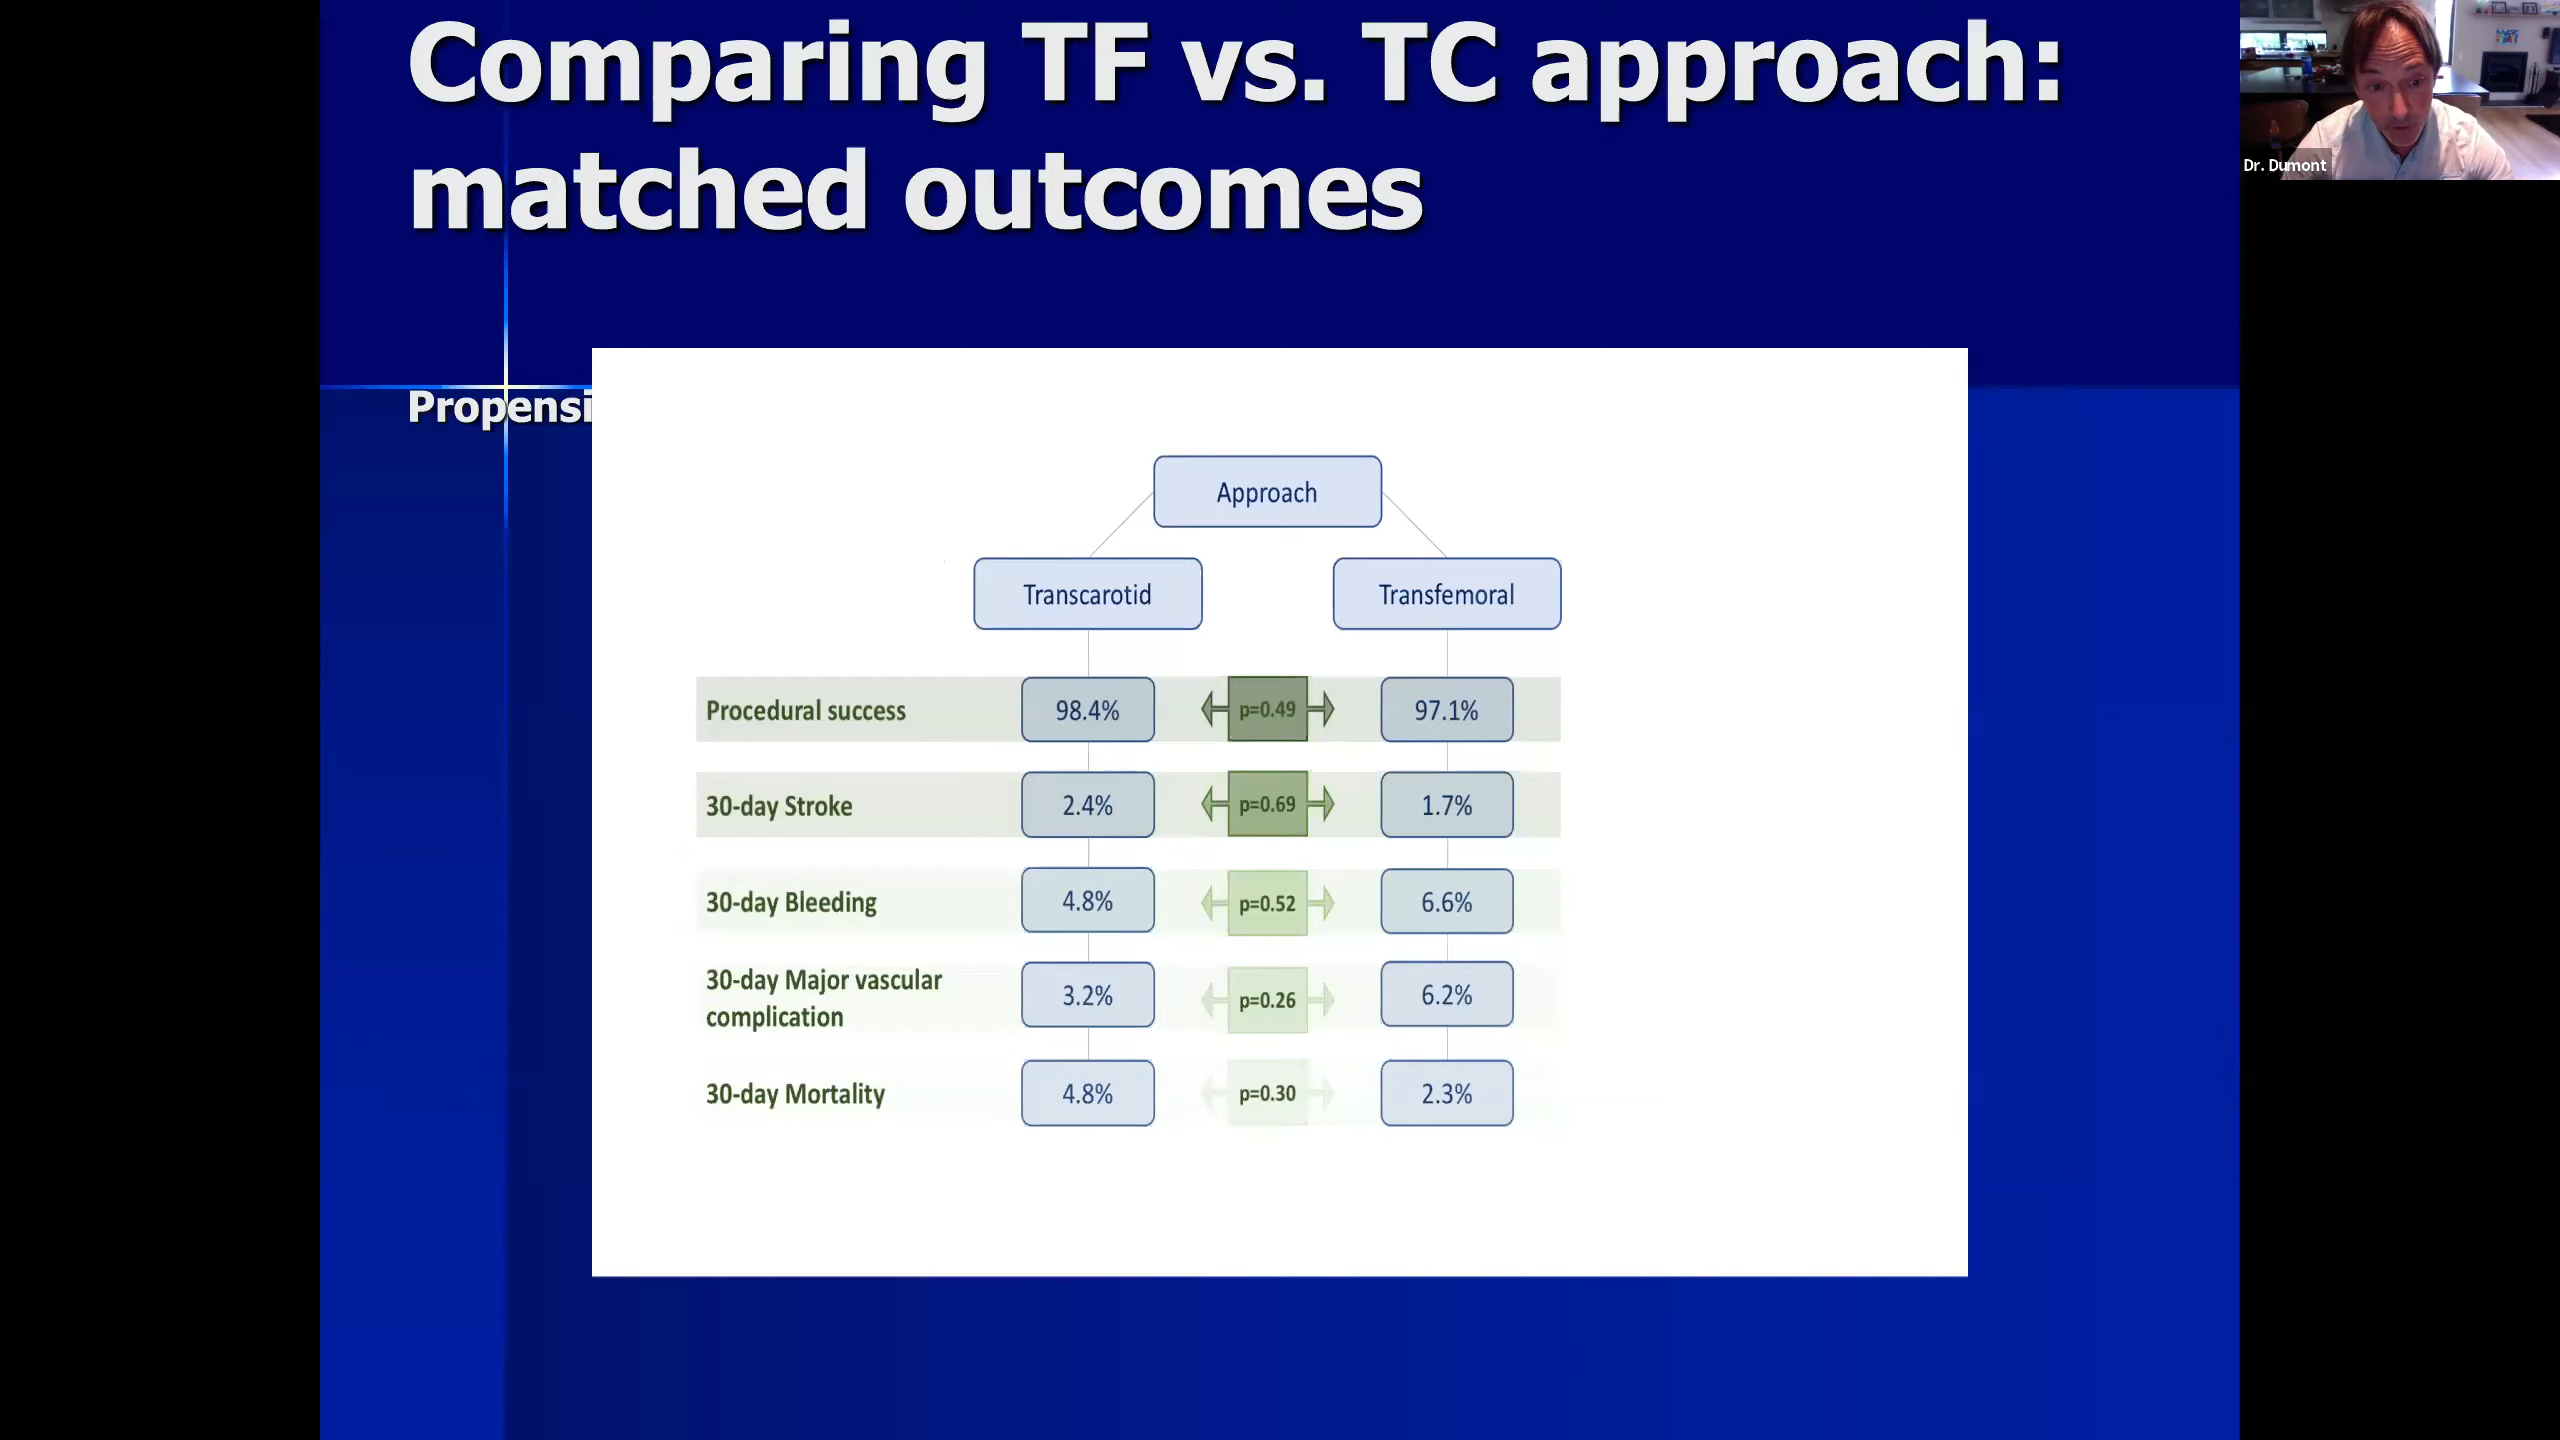 Comparing TF vs. TC approach:
matched outcomes
Dr. Dumont
Propensi
Approach
Transcarotid
Transfemoral
Procedural success
98.4%
p=0.49
97.1%
30-day Stroke
2.4%
p=0.69
1.7%
30-day Bleeding
4.8%
p=0.52
6.6%
30-day Major vascular
complication
3.2%
p=0.26
6.2%
30-day Mortality
4.8%
p=0.30
2.3%